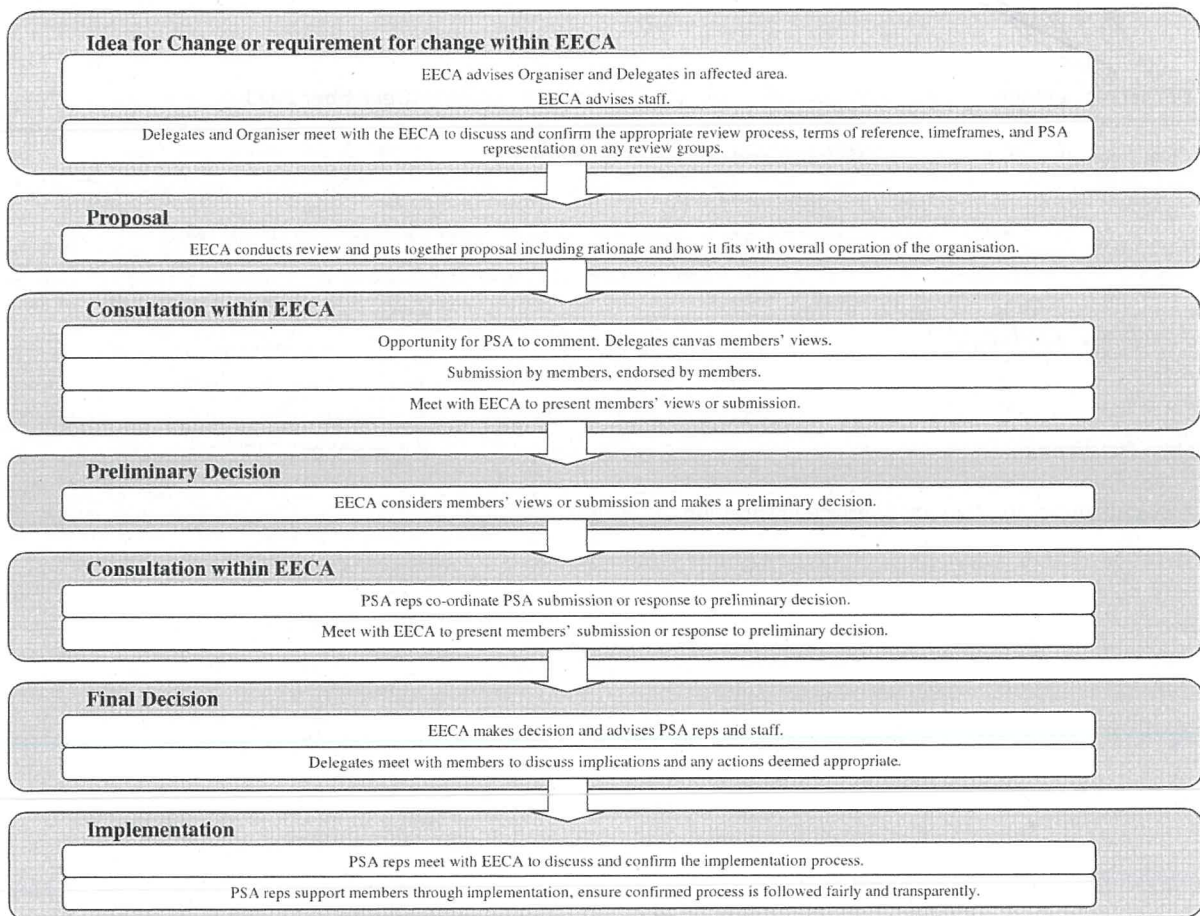 Idea for Change or requirement for change within EECA
EECA advises Organiser and Delegates in affected area.
EECA advises staff.
Delegates and Organiser meet with the EECA to discuss and confirm the appropriate review process, terms of reference, timeframes, and PSA
representation on any review groups.
Proposal
EECA conducts review and puts together proposal including rationale and how it fits with overall operation of the organisation.
Consultation within EECA
Opportunity for PSA to comment. Delegates canvas members' views.
Submission by members, endorsed by members.
Meet with EECA to present members' views or submission.
Preliminary Decision
EECA considers members' views or submission and makes a preliminary decision.
Consultation within EECA
PSA reps co-ordinate PSA submission or response to preliminary decision.
Meet with EECA to present members' submission or response to preliminary decision.
Final Decision
EECA makes decision and advises PSA reps and staff.
Delegates meet with members to discuss implications and any actions deemed appropriate.
Implementation
PSA reps meet with EECA to discuss and confirm the implementation process.
PSA reps support members through implementation, ensure confirmed process is followed fairly and transparently.